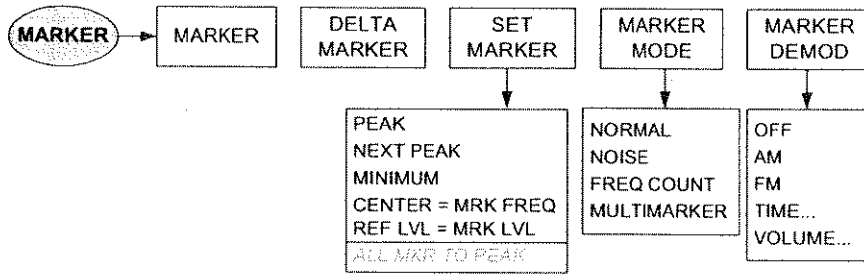 MARKER
MARKER
DELTA
MARKER
SET
MARKER
MARKER
MODE
MARKER
DEMOD
PEAK
NEXT PEAK
MINIMUM
CENTER = MRK FREQ
REF LVL = MRK LVL
ALL MKR TO PEAK
NORMAL
NOISE
FREQ COUNT
MULTIMARKER
OFF
AM
FM
TIME...
VOLUME...